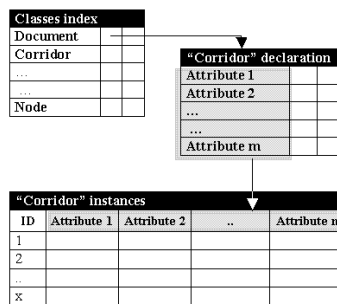 Classes index
Document
Corridor
...
...
Node
“Corridor” declaration
Attribute 1
Attribute 2
...
...
Attribute m
“Corridor” instances
ID Attribute 1 Attribute 2 .. Attribute
1
2
..
x